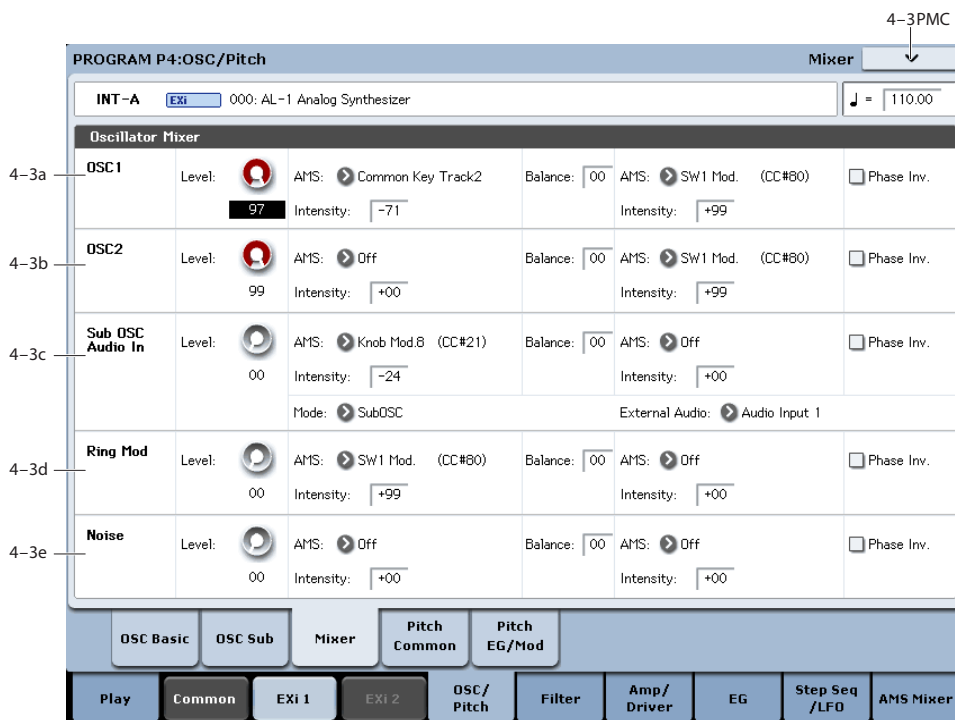 4–3PMC
PROGRAM P4:OSC/Pitch Mixer
INT-A EXi 000: AL-1 Analog Synthesizer ♩ = 110.00
Oscillator Mixer
4–3a OSC1 Level: AMS: Common Key Track2 Balance: 00 AMS: SW1 Mod. (CC#80) Phase Inv.
97 Intensity: -71 Intensity: +99
4–3b OSC2 Level: AMS: Off Balance: 00 AMS: SW1 Mod. (CC#80) Phase Inv.
99 Intensity: +00 Intensity: +99
4–3c Sub OSC Audio In Level: AMS: Knob Mod.8 (CC#21) Balance: 00 AMS: Off Phase Inv.
00 Intensity: -24 Intensity: +00
Mode: SubOSC External Audio: Audio Input 1
4–3d Ring Mod Level: AMS: SW1 Mod. (CC#80) Balance: 00 AMS: Off Phase Inv.
00 Intensity: +99 Intensity: +00
4–3e Noise Level: AMS: Off Balance: 00 AMS: Off Phase Inv.
00 Intensity: +00 Intensity: +00
OSC Basic OSC Sub Mixer Pitch Common Pitch EG/Mod
Play Common EXi 1 EXi 2 OSC/ Pitch Filter Amp/ Driver EG Step Seq /LFO AMS Mixer